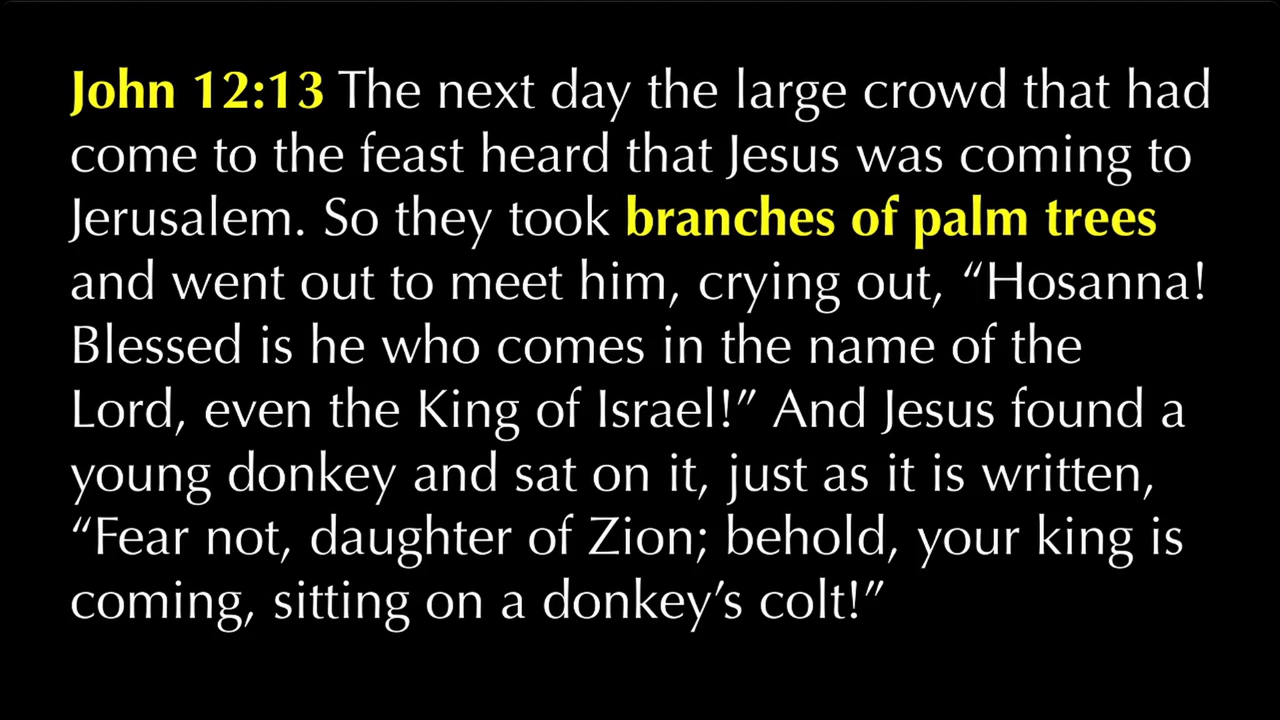 John 12:13 The next day the large crowd that had
come to the feast heard that Jesus was coming to
Jerusalem. So they took branches of palm trees
and went out to meet him, crying out, “Hosanna!
Blessed is he who comes in the name of the
Lord, even the King of Israel!” And Jesus found a
young donkey and sat on it, just as it is written,
“Fear not, daughter of Zion; behold, your king is
coming, sitting on a donkey’s colt!”